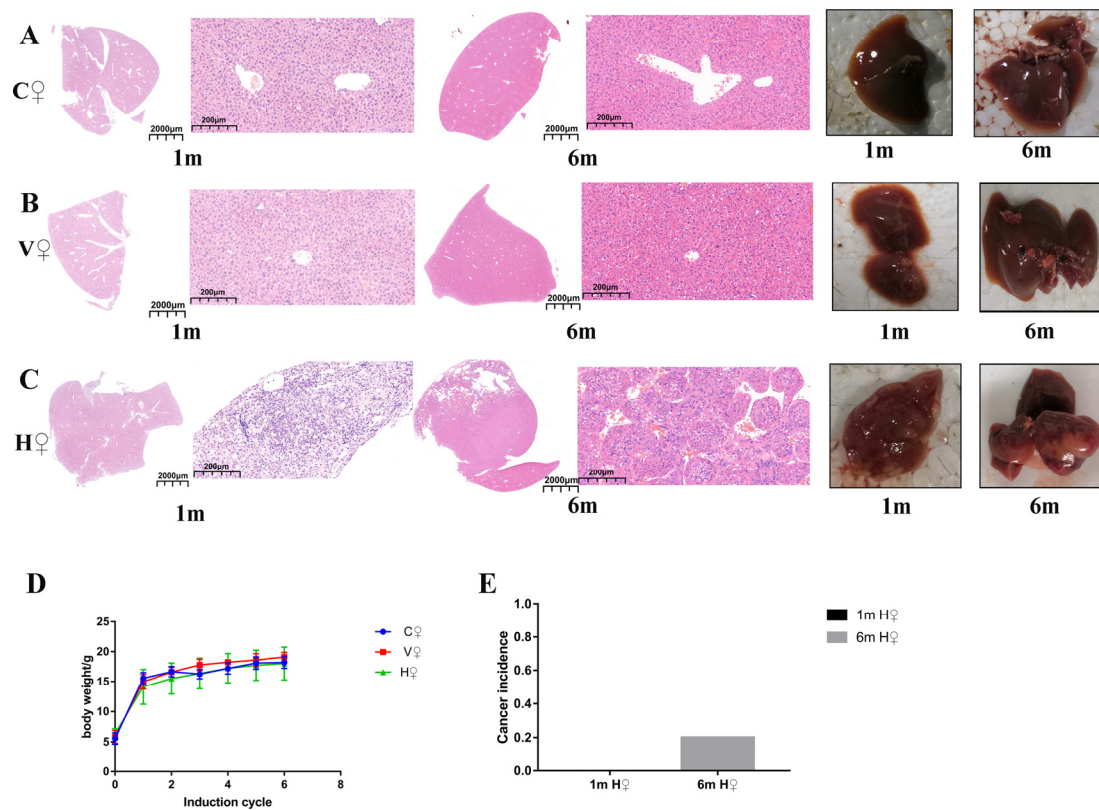 A
C♀
200μm
2000μm
1m
200μm
2000μm
6m
1m
6m
B
V♀
200μm
2000μm
1m
200μm
2000μm
6m
1m
6m
C
H♀
200μm
2000μm
1m
200μm
2000μm
6m
1m
6m
D
body weight/g
25
20
15
10
5
0
0 2 4 6 8
Induction cycle
C♀
V♀
H♀
E
Cancer incidence
1.0
0.8
0.6
0.4
0.2
0.0
1m H♀ 6m H♀
1m H♀
6m H♀